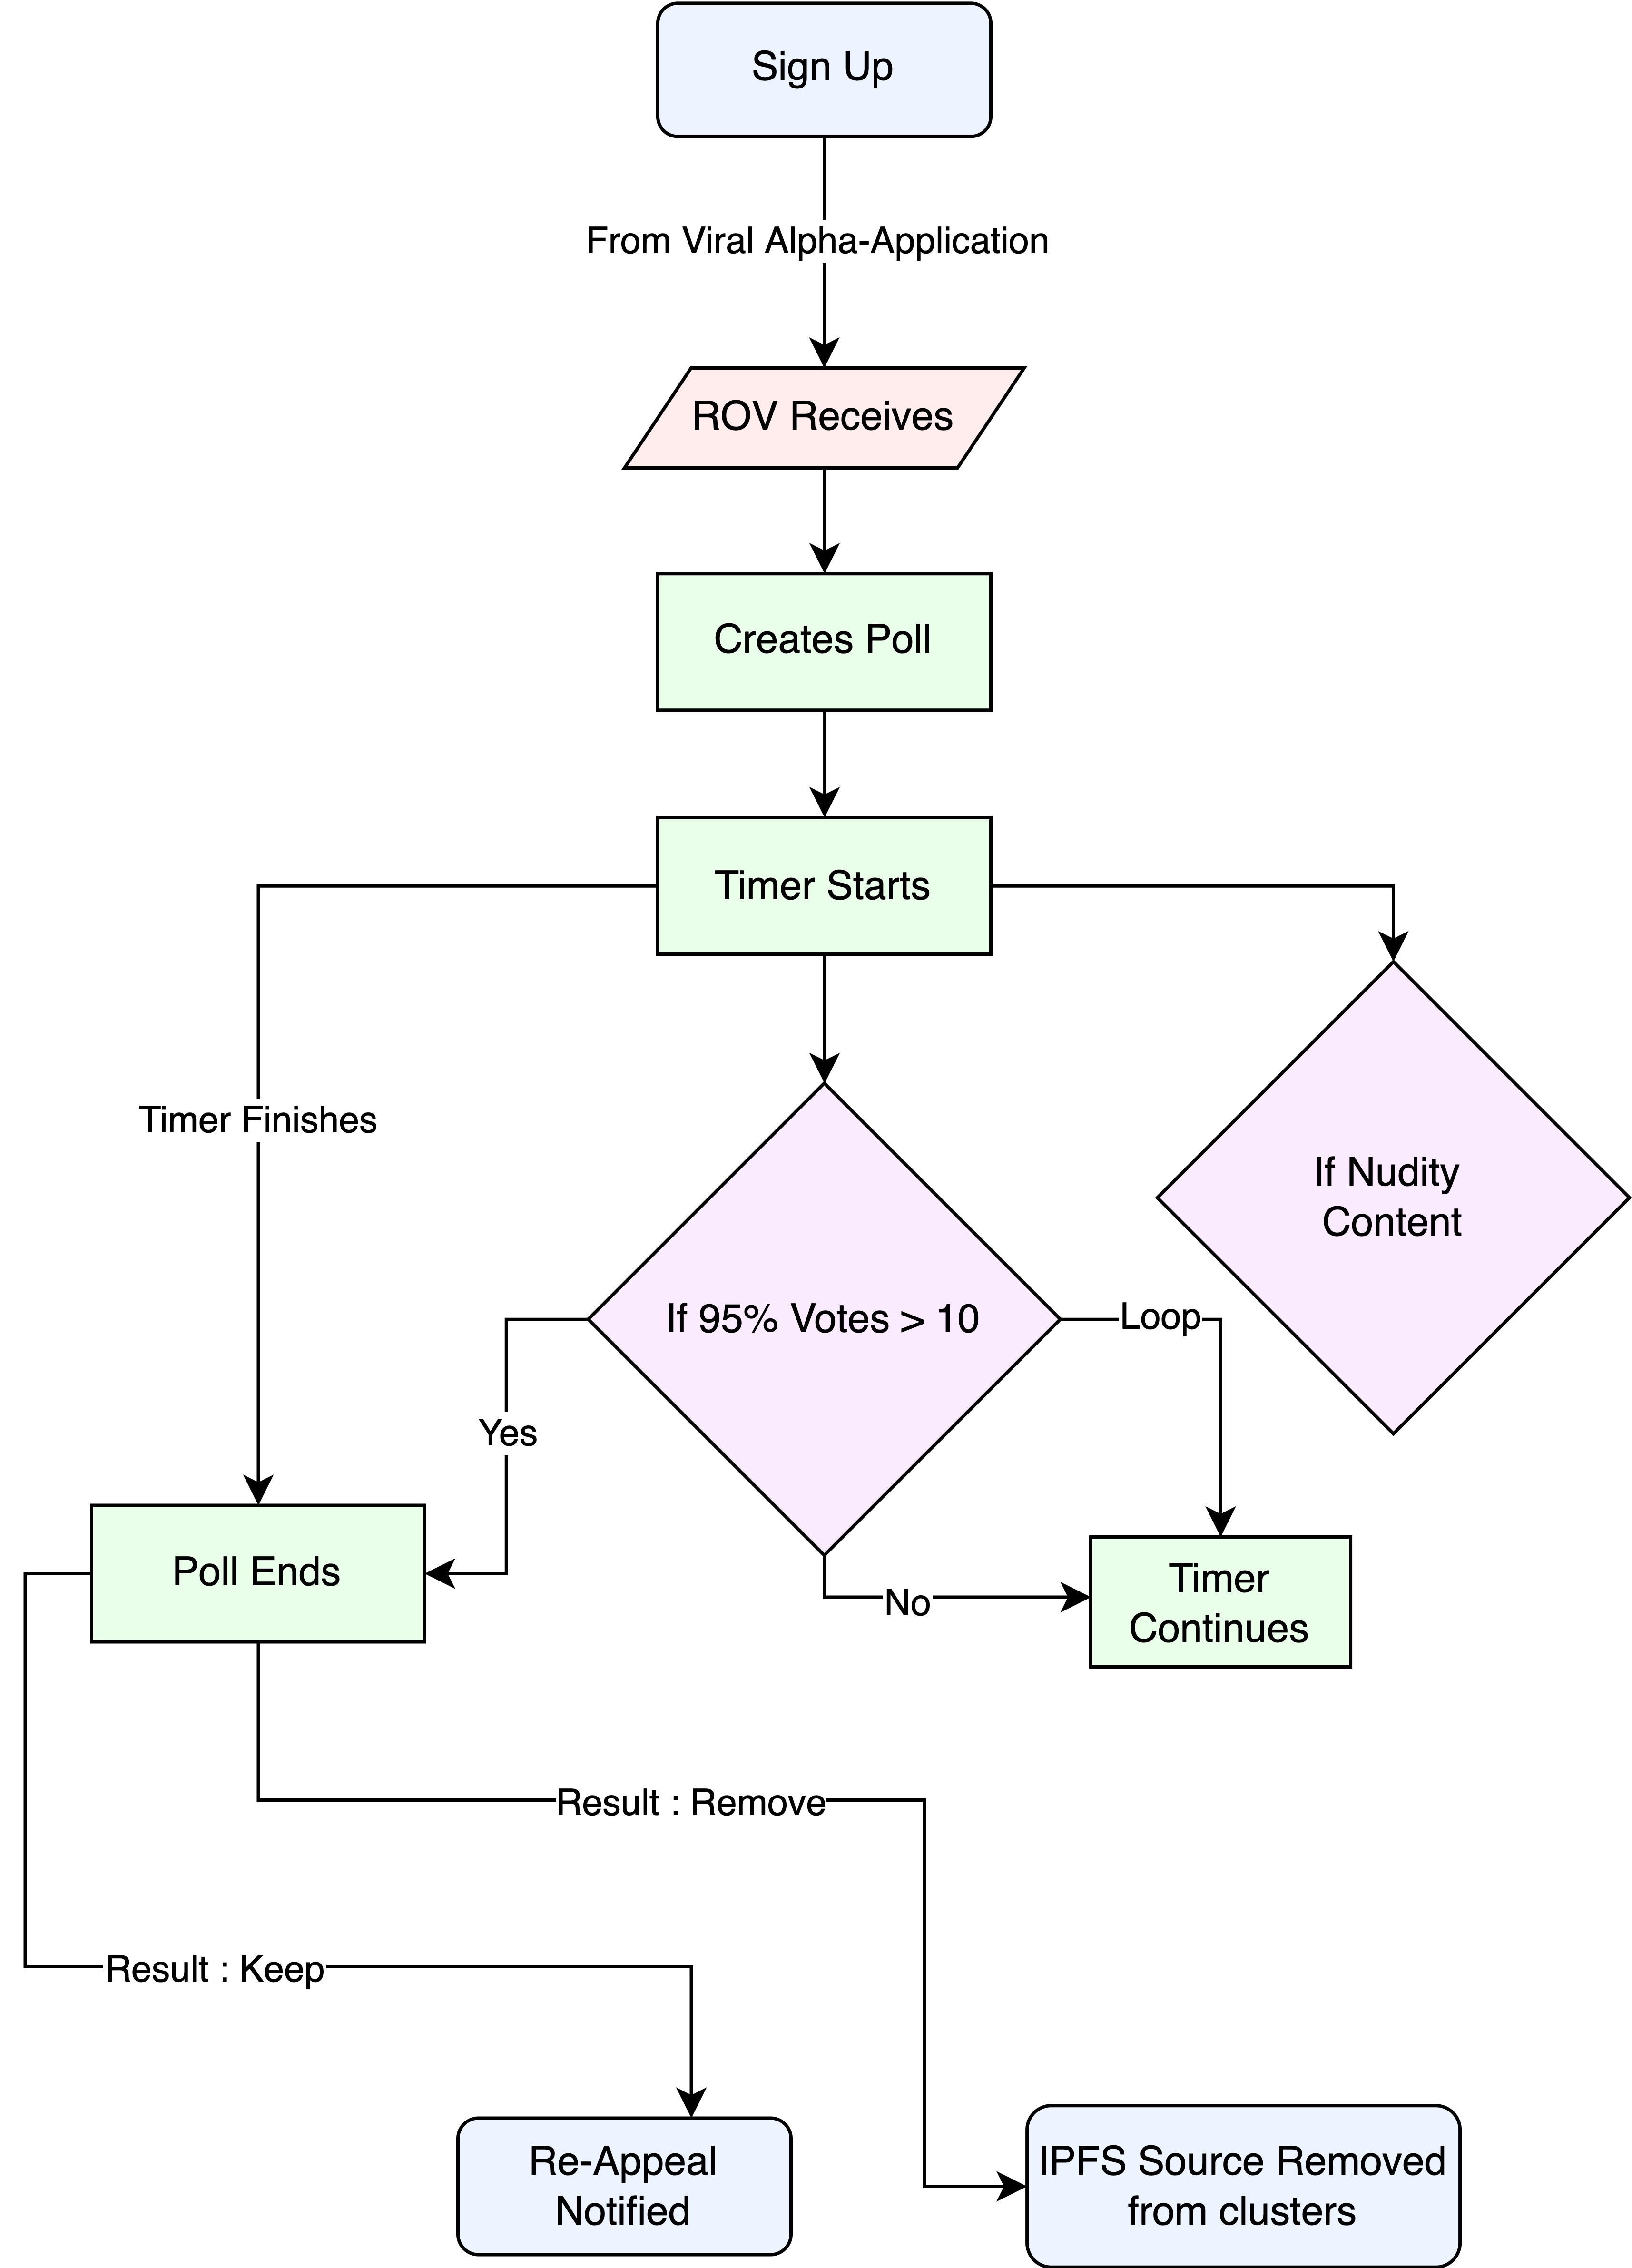 Sign Up
From Viral Alpha-Application
ROV Receives
Creates Poll
Timer Starts
Timer Finishes
If Nudity
Content
If 95% Votes > 10
Loop
Yes
Poll Ends
No
Timer
Continues
Result : Remove
Result : Keep
Re-Appeal
Notified
IPFS Source Removed
from clusters